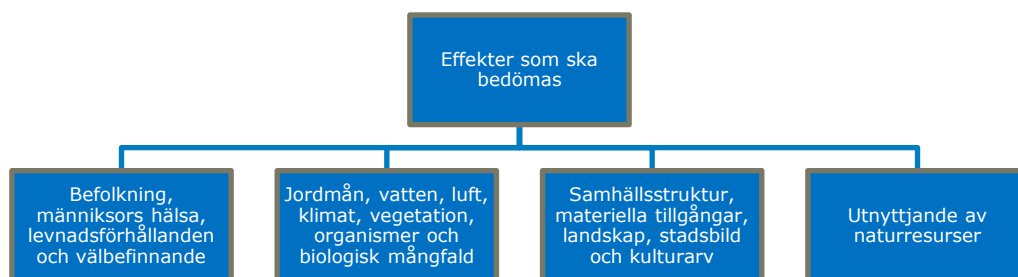 Effekter som ska
bedömas
Befolkning,
människors hälsa,
levnadsförhållanden
och välbefinnande
Jordmån, vatten, luft,
klimat, vegetation,
organismer och
biologisk mångfald
Samhällsstruktur,
materiella tillgångar,
landskap, stadsbild
och kulturarv
Utnyttjande av
naturresurser